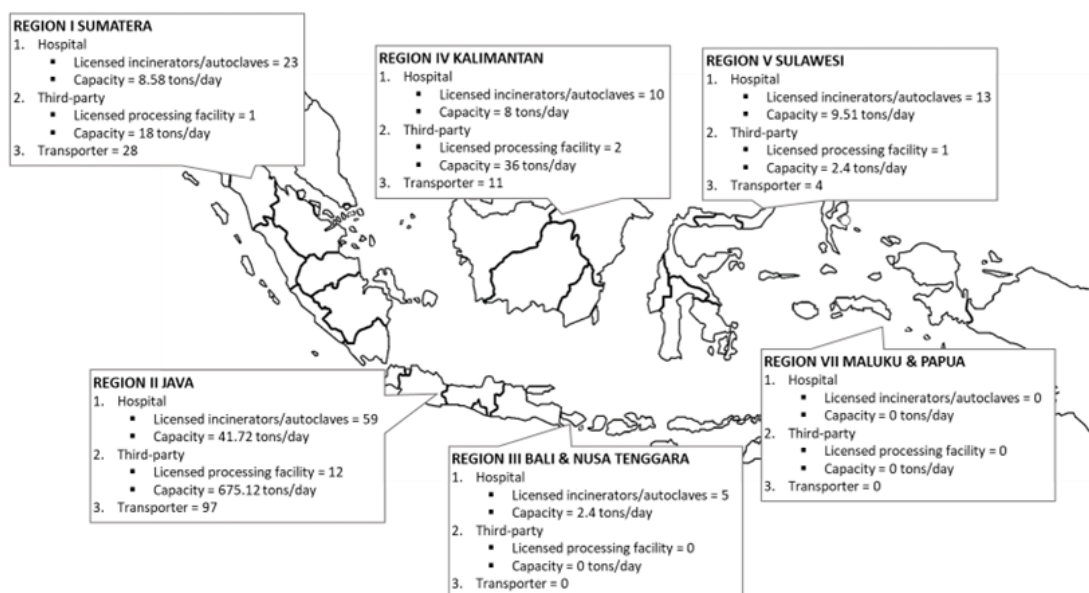 REGION I SUMATERA
1. Hospital
▪ Licensed incinerators/autoclaves = 23
▪ Capacity = 8.58 tons/day
2. Third-party
▪ Licensed processing facility = 1
▪ Capacity = 18 tons/day
3. Transporter = 28
REGION IV KALIMANTAN
1. Hospital
▪ Licensed incinerators/autoclaves = 10
▪ Capacity = 8 tons/day
2. Third-party
▪ Licensed processing facility = 2
▪ Capacity = 36 tons/day
3. Transporter = 11
REGION V SULAWESI
1. Hospital
▪ Licensed incinerators/autoclaves = 13
▪ Capacity = 9.51 tons/day
2. Third-party
▪ Licensed processing facility = 1
▪ Capacity = 2.4 tons/day
3. Transporter = 4
REGION II JAVA
1. Hospital
▪ Licensed incinerators/autoclaves = 59
▪ Capacity = 41.72 tons/day
2. Third-party
▪ Licensed processing facility = 12
▪ Capacity = 675.12 tons/day
3. Transporter = 97
REGION III BALI & NUSA TENGGARA
1. Hospital
▪ Licensed incinerators/autoclaves = 5
▪ Capacity = 2.4 tons/day
2. Third-party
▪ Licensed processing facility = 0
▪ Capacity = 0 tons/day
3. Transporter = 0
REGION VII MALUKU & PAPUA
1. Hospital
▪ Licensed incinerators/autoclaves = 0
▪ Capacity = 0 tons/day
2. Third-party
▪ Licensed processing facility = 0
▪ Capacity = 0 tons/day
3. Transporter = 0